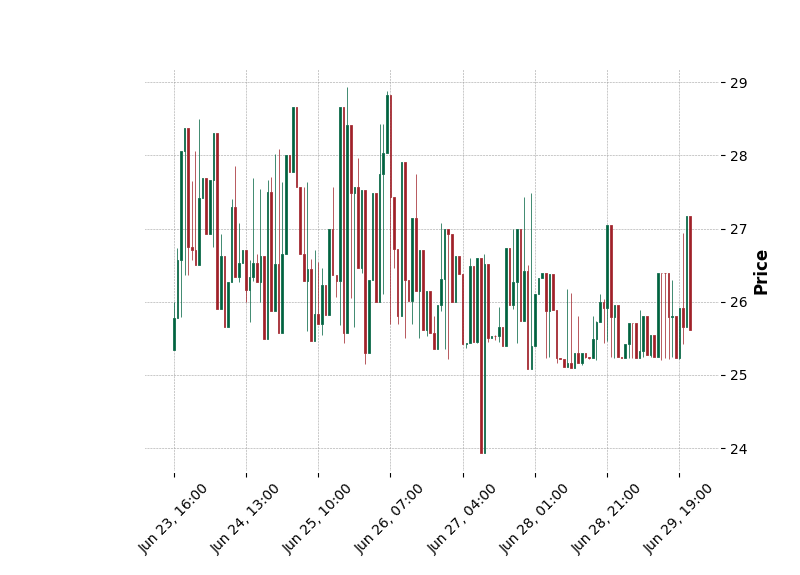 29
28
27
26
25
24
Price
Jun 23, 16:00
Jun 24, 13:00
Jun 25, 10:00
Jun 26, 07:00
Jun 27, 04:00
Jun 28, 01:00
Jun 28, 21:00
Jun 29, 19:00